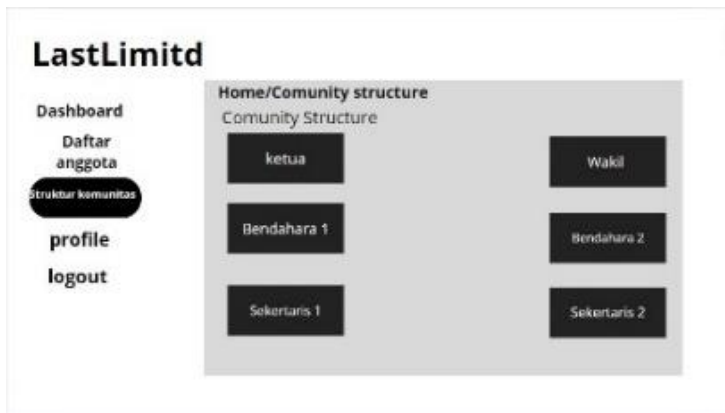 LastLimitd
Dashboard
Daftar
anggota
Struktur komunitas
profile
logout
Home/Comunity structure
Comunity Structure
ketua
Wakil
Bendahara 1
Bendahara 2
Sekertaris 1
Sekertaris 2